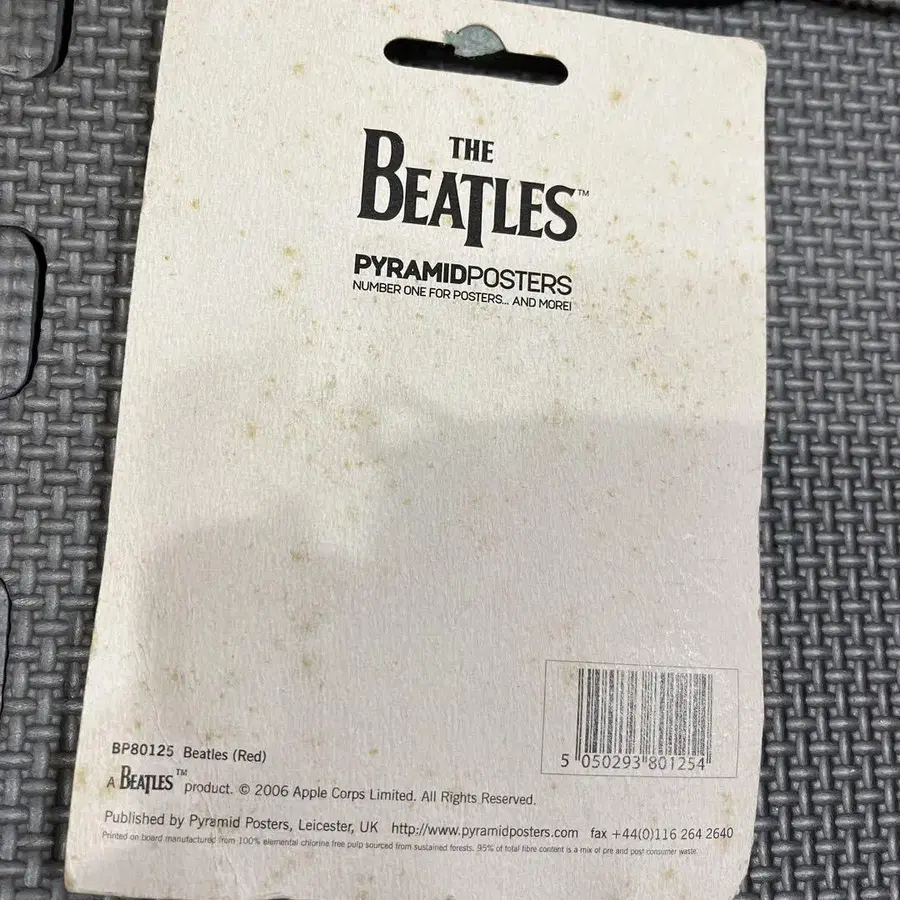 THE
BEATLES™
PYRAMIDPOSTERS
NUMBER ONE FOR POSTERS... AND MORE!
5 050293 801254
BP80125 Beatles (Red)
A BEATLES™ product. © 2006 Apple Corps Limited. All Rights Reserved.
Published by Pyramid Posters, Leicester, UK http://www.pyramidposters.com fax +44(0)116 264 2640
Printed on board manufactured from 100% elemental chlorine free pulp sourced from sustained forests. 95% of total fibre content is a mix of pre and post consumer waste.